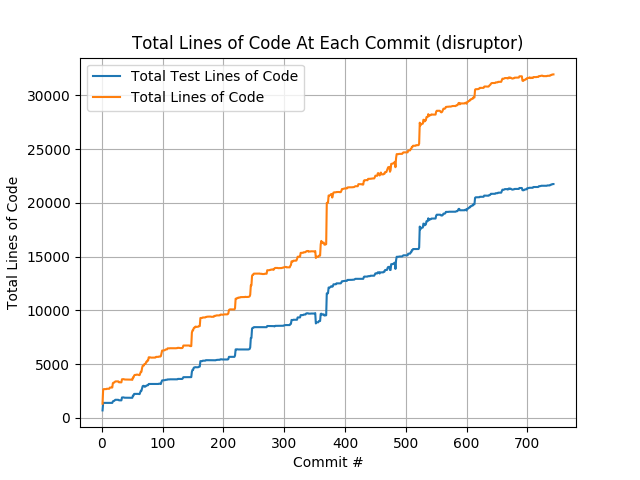 Total Lines of Code At Each Commit (disruptor)
Total Test Lines of Code
Total Lines of Code
Total Lines of Code
30000
25000
20000
15000
10000
5000
0
0 100 200 300 400 500 600 700
Commit #